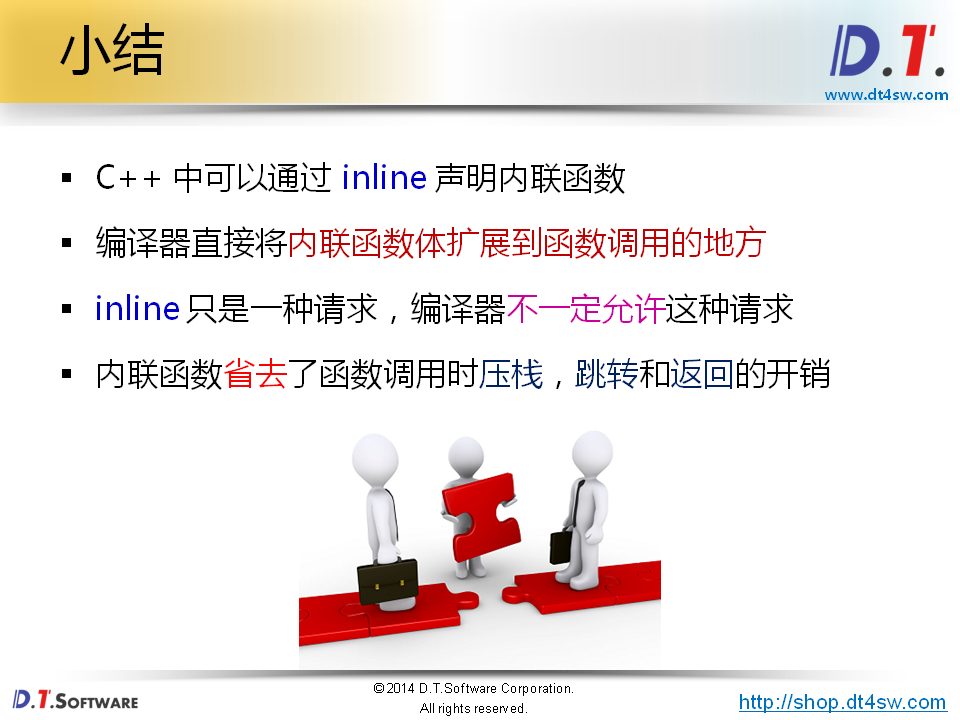 小结
D.T.
www.dt4sw.com
▪ C++ 中可以通过 inline 声明内联函数
▪ 编译器直接将内联函数体扩展到函数调用的地方
▪ inline 只是一种请求，编译器不一定允许这种请求
▪ 内联函数省去了函数调用时压栈，跳转和返回的开销
D.T.SOFTWARE
©2014 D.T.Software Corporation.
All rights reserved.
http://shop.dt4sw.com